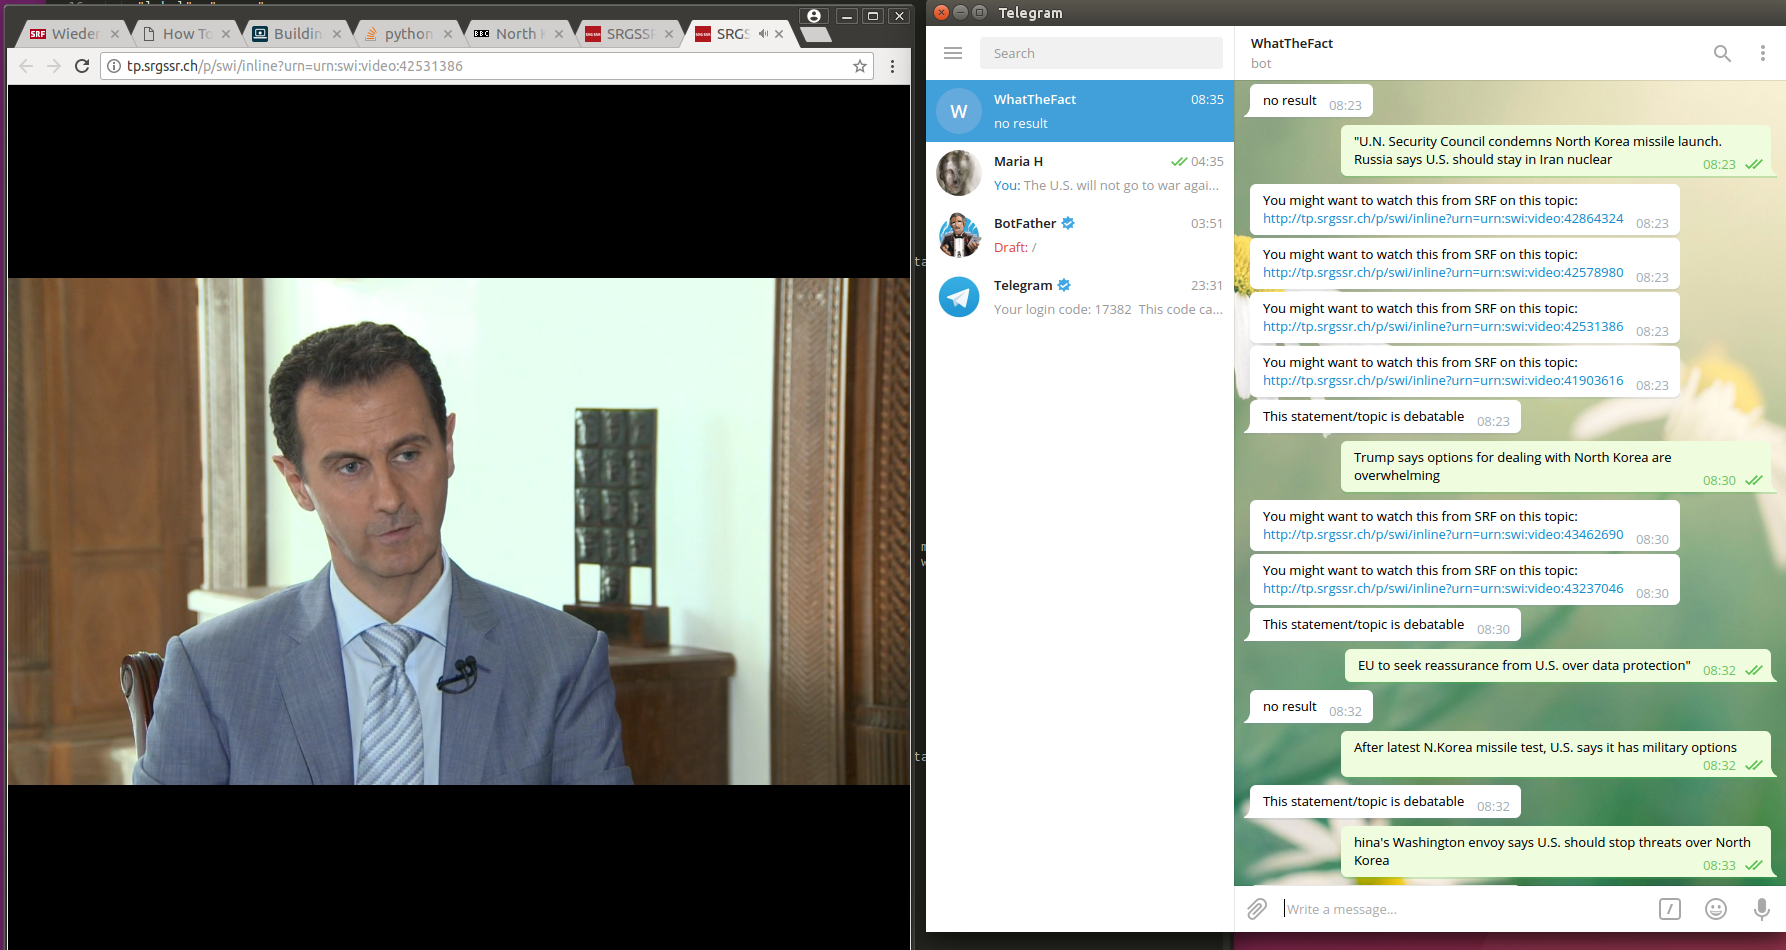 Wieder
How To
Buildin
python
BBC North
SRGSSR
SRGS
tp.srgssr.ch/p/swi/inline?urn=urn:swi:video:42531386
Telegram
Search
W
WhatTheFact 08:35
no result
Maria H 04:35
You: The U.S. will not go to war agai...
BotFather 03:51
Draft: /
Telegram 23:31
Your login code: 17382 This code ca...
WhatTheFact
bot
no result 08:23
"U.N. Security Council condemns North Korea missile launch.
Russia says U.S. should stay in Iran nuclear 08:23
You might want to watch this from SRF on this topic:
http://tp.srgssr.ch/p/swi/inline?urn=urn:swi:video:42864324 08:23
You might want to watch this from SRF on this topic:
http://tp.srgssr.ch/p/swi/inline?urn=urn:swi:video:42578980 08:23
You might want to watch this from SRF on this topic:
http://tp.srgssr.ch/p/swi/inline?urn=urn:swi:video:42531386 08:23
You might want to watch this from SRF on this topic:
http://tp.srgssr.ch/p/swi/inline?urn=urn:swi:video:41903616 08:23
This statement/topic is debatable 08:23
Trump says options for dealing with North Korea are
overwhelming 08:30
You might want to watch this from SRF on this topic:
http://tp.srgssr.ch/p/swi/inline?urn=urn:swi:video:43462690 08:30
You might want to watch this from SRF on this topic:
http://tp.srgssr.ch/p/swi/inline?urn=urn:swi:video:43237046 08:30
This statement/topic is debatable 08:30
EU to seek reassurance from U.S. over data protection" 08:32
no result 08:32
After latest N.Korea missile test, U.S. says it has military options
08:32
This statement/topic is debatable 08:32
hina's Washington envoy says U.S. should stop threats over North
Korea 08:33
Write a message...